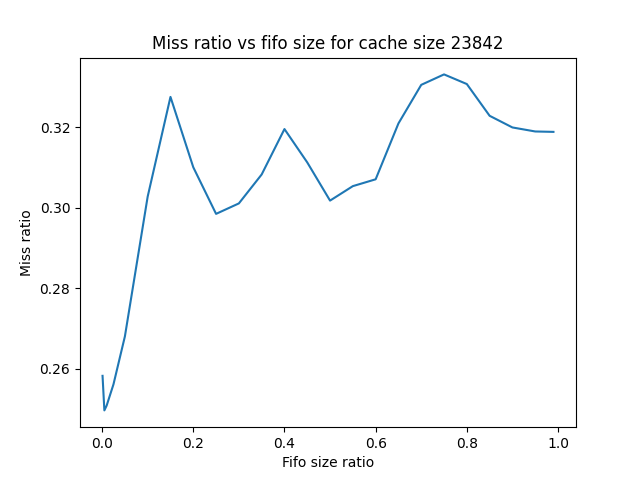 Miss ratio vs fifo size for cache size 23842
0.32
0.30
0.28
0.26
Miss ratio
0.0 0.2 0.4 0.6 0.8 1.0
Fifo size ratio